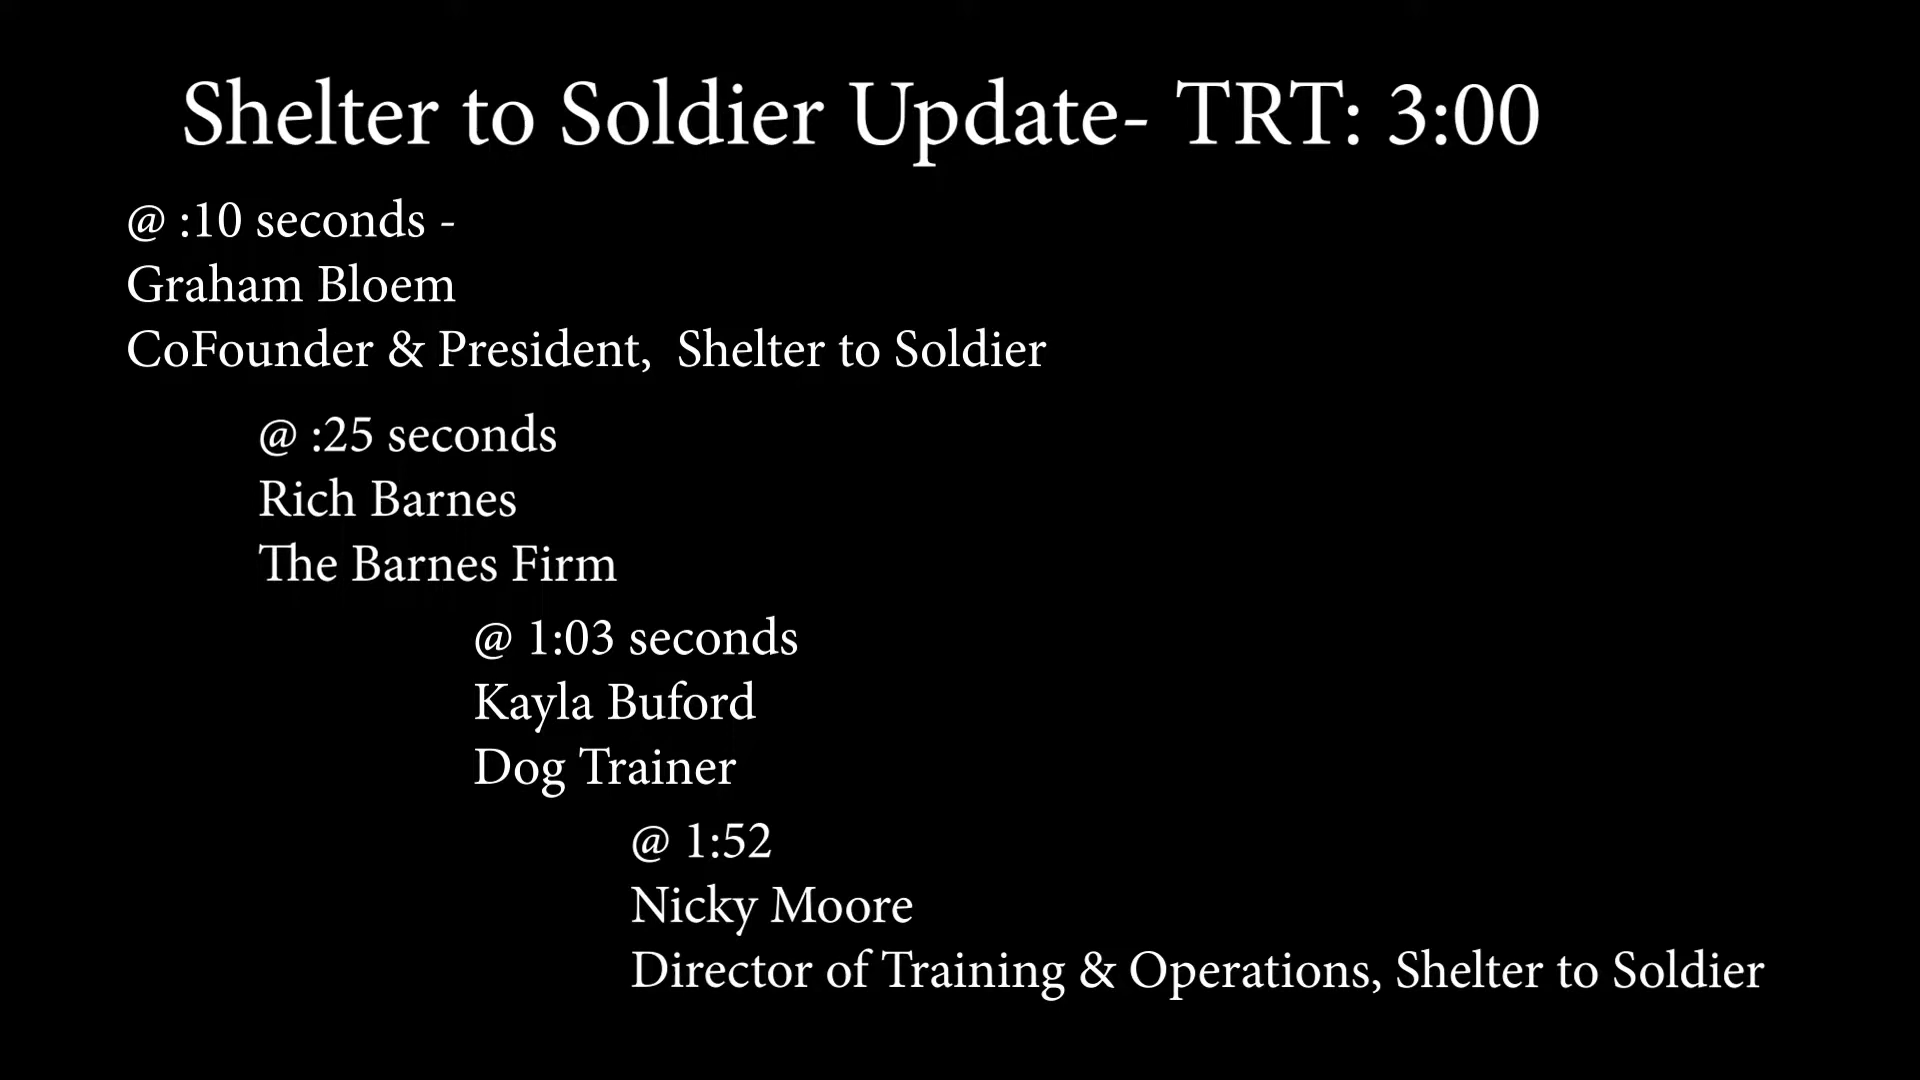 Shelter to Soldier Update- TRT: 3:00
@ :10 seconds -
Graham Bloem
CoFounder & President,  Shelter to Soldier
@ :25 seconds
Rich Barnes
The Barnes Firm
@ 1:03 seconds
Kayla Buford
Dog Trainer
@ 1:52
Nicky Moore
Director of Training & Operations, Shelter to Soldier